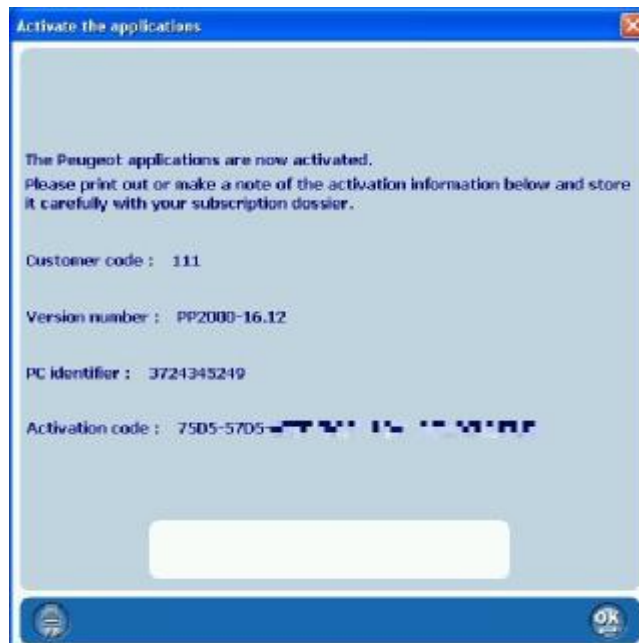 Activate the applications
The Peugeot applications are now activated.
Please print out or make a note of the activation information below and store
it carefully with your subscription dossier.
Customer code : 111
Version number : PP2000-16.12
PC identifier : 3724345249
Activation code : 75D5-57D5-
OK